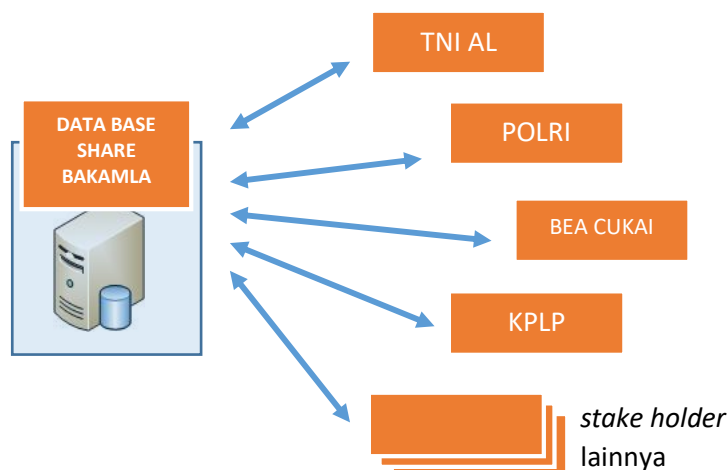 TNI AL
DATA BASE
SHARE
BAKAMLA
POLRI
BEA CUKAI
KPLP
stake holder
lainnya